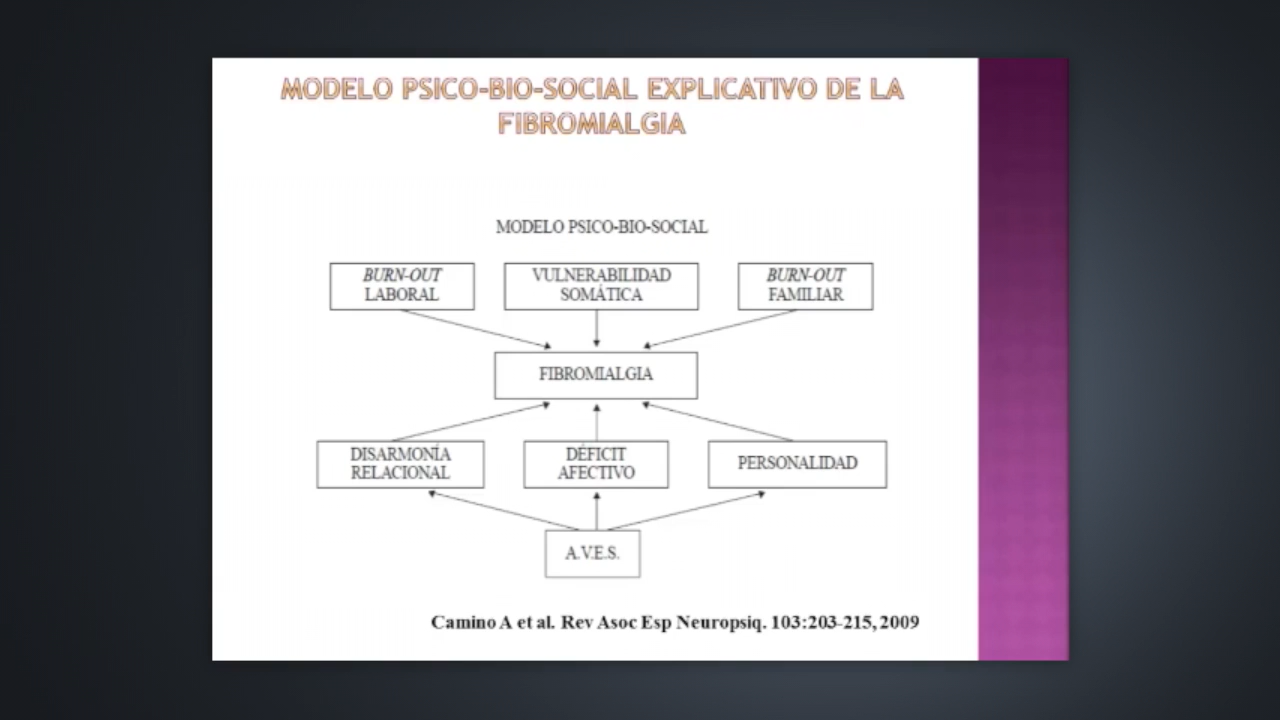 MODELO PSICO-BIO-SOCIAL EXPLICATIVO DE LA
FIBROMIALGIA
MODELO PSICO-BIO-SOCIAL
BURN-OUT
LABORAL
VULNERABILIDAD
SOMÁTICA
BURN-OUT
FAMILIAR
FIBROMIALGIA
DISARMONÍA
RELACIONAL
DÉFICIT
AFECTIVO
PERSONALIDAD
A.V.E.S.
Camino A et al. Rev Asoc Esp Neuropsiq. 103:203-215, 2009